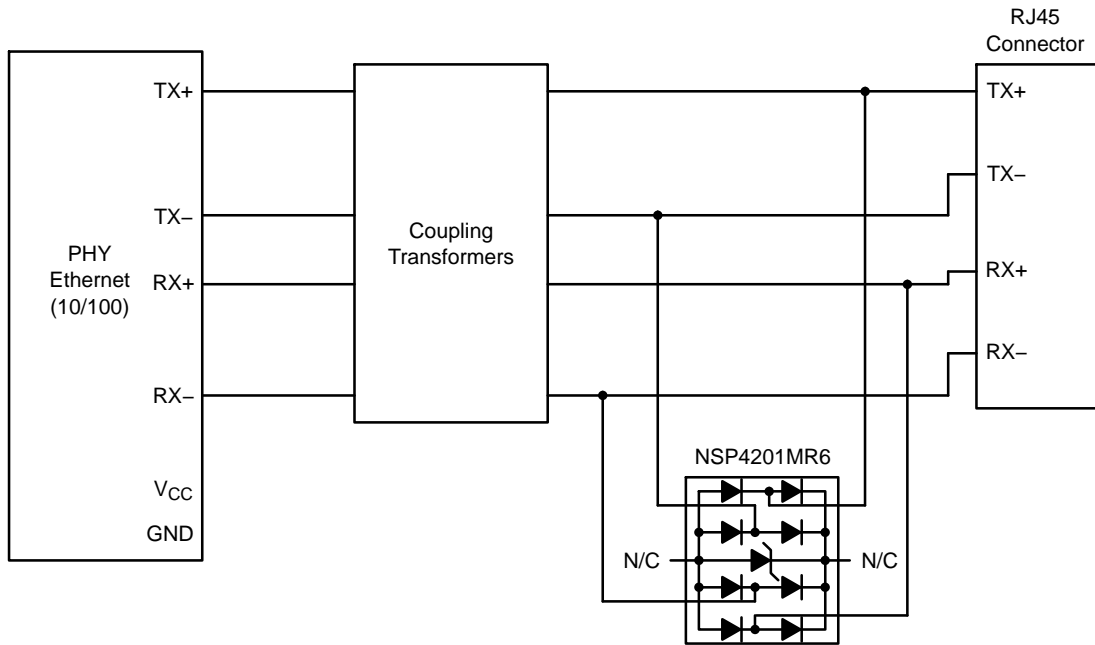 RJ45
Connector
TX+
TX+
TX−
TX−
PHY
Ethernet
(10/100)
Coupling
Transformers
RX+
RX+
RX−
RX−
NSP4201MR6
VCC
GND
N/C
N/C